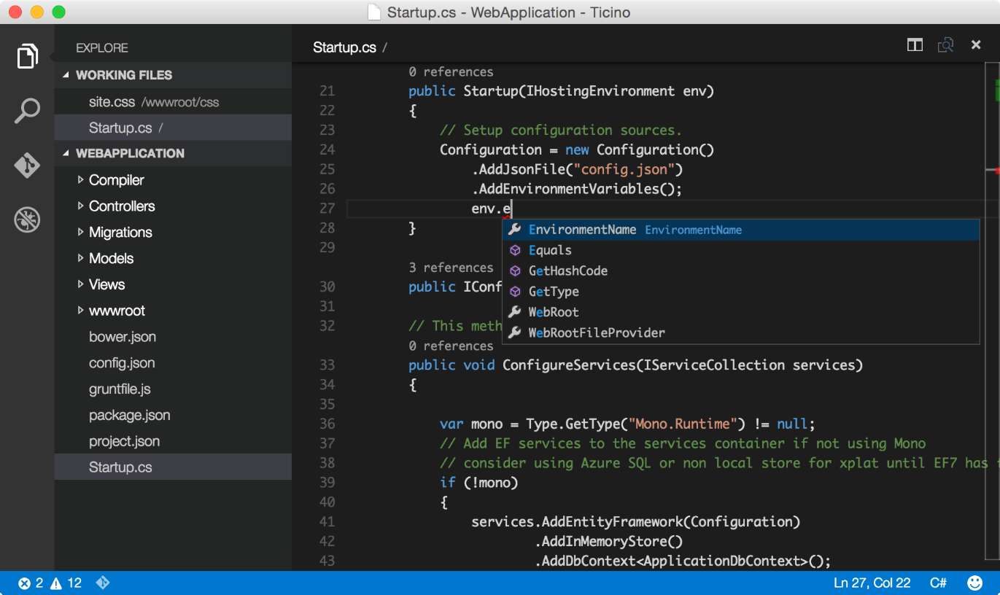 Startup.cs - WebApplication - Ticino
EXPLORE
WORKING FILES
site.css /wwwroot/css
Startup.cs /
WEBAPPLICATION
Compiler
Controllers
Migrations
Models
Views
wwwroot
bower.json
config.json
gruntfile.js
package.json
project.json
Startup.cs
Startup.cs /
0 references
21 public Startup(IHostingEnvironment env)
22 {
23 // Setup configuration sources.
24 Configuration = new Configuration()
25 .AddJsonFile("config.json")
26 .AddEnvironmentVariables();
27 env.e
28 }
29
EnvironmentName EnvironmentName
Equals
GetHashCode
GetType
WebRoot
WebRootFileProvider
3 references
30 public IConf
31
32 // This meth
0 references
33 public void ConfigureServices(IServiceCollection services)
34 {
35
36 var mono = Type.GetType("Mono.Runtime") != null;
37 // Add EF services to the services container if not using Mono
38 // consider using Azure SQL or non local store for xplat until EF7 has
39 if (!mono)
40 {
41 services.AddEntityFramework(Configuration)
42 .AddInMemoryStore()
43 .AddDbContext<ApplicationDbContext>();
2 12 Ln 27, Col 22 C#